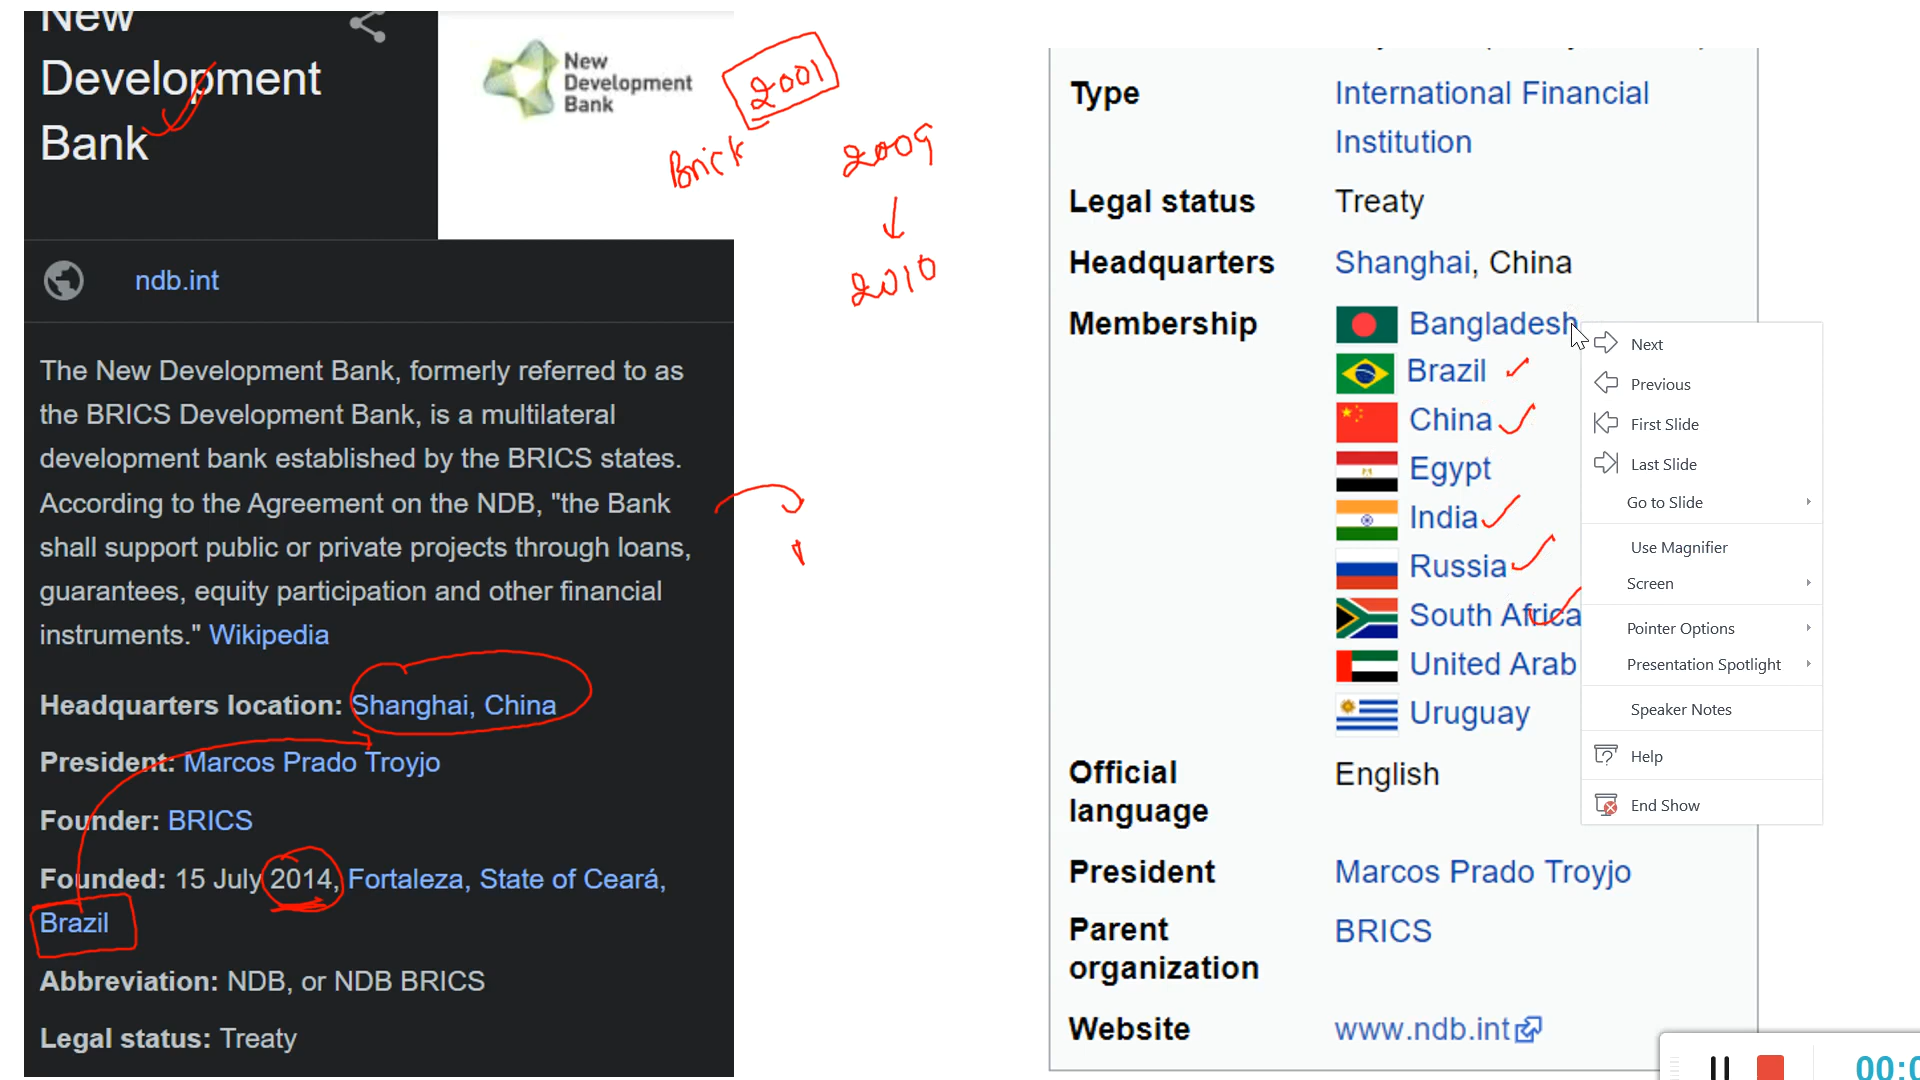 New
Development
Bank
New
Development
Bank
2001
Brick
2009
2010
ndb.int
The New Development Bank, formerly referred to as
the BRICS Development Bank, is a multilateral
development bank established by the BRICS states.
According to the Agreement on the NDB, "the Bank
shall support public or private projects through loans,
guarantees, equity participation and other financial
instruments." Wikipedia
Headquarters location: Shanghai, China
President: Marcos Prado Troyjo
Founder: BRICS
Founded: 15 July 2014, Fortaleza, State of Ceará,
Brazil
Abbreviation: NDB, or NDB BRICS
Legal status: Treaty
Type International Financial
Institution
Legal status Treaty
Headquarters Shanghai, China
Membership Bangladesh
Brazil
China
Egypt
India
Russia
South Africa
United Arab
Uruguay
Official
language English
President Marcos Prado Troyjo
Parent
organization BRICS
Website www.ndb.int
Next
Previous
First Slide
Last Slide
Go to Slide
Use Magnifier
Screen
Pointer Options
Presentation Spotlight
Speaker Notes
Help
End Show